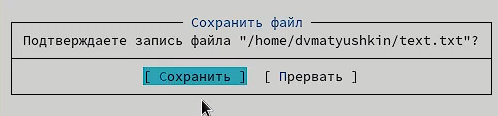 Сохранить файл
Подтверждаете запись файла "/home/dvmatyushkin/text.txt"?
[ Сохранить ] [ Прервать ]